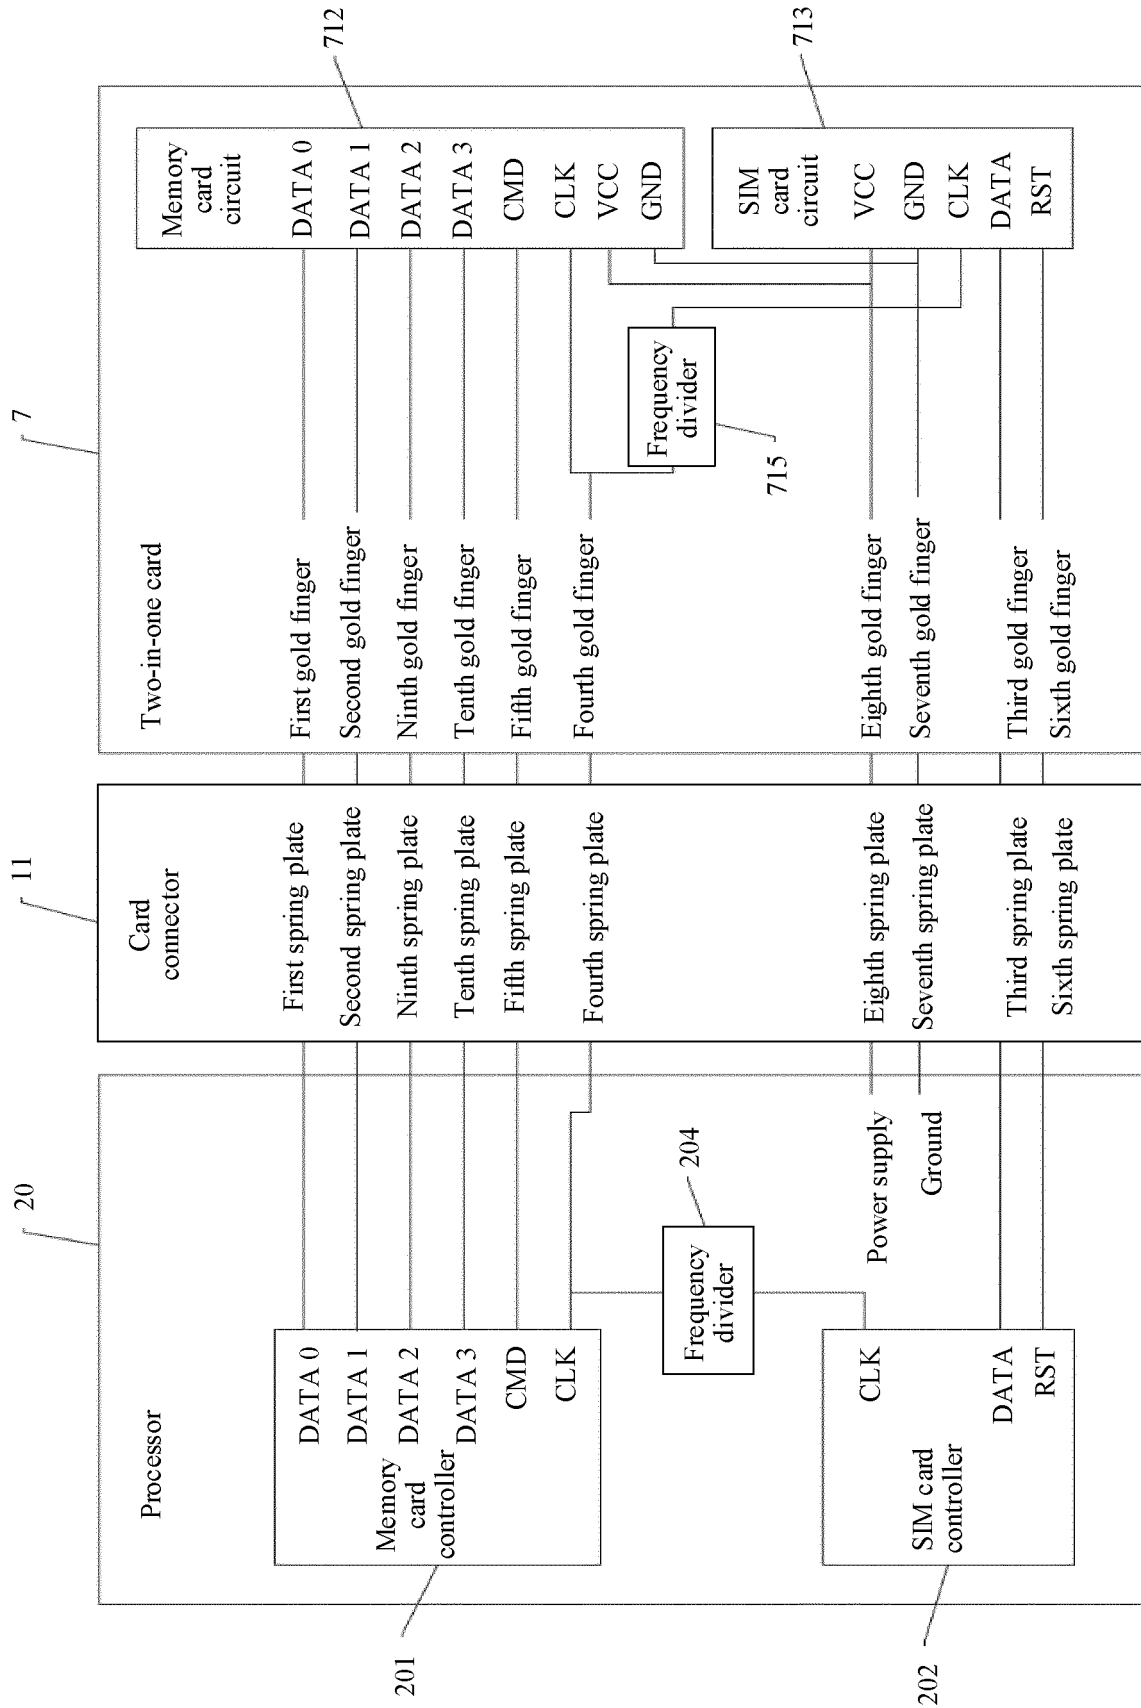 20
11
7
Processor
Card
connector
Two-in-one card
DATA 0
DATA 1
DATA 2
DATA 3
CMD
CLK
Memory
card
controller
201
Frequency
divider
204
CLK
DATA
RST
SIM card
controller
202
Power supply
Ground
First spring plate
Second spring plate
Ninth spring plate
Tenth spring plate
Fifth spring plate
Fourth spring plate
Eighth spring plate
Seventh spring plate
Third spring plate
Sixth spring plate
First gold finger
Second gold finger
Ninth gold finger
Tenth gold finger
Fifth gold finger
Fourth gold finger
Eighth gold finger
Seventh gold finger
Third gold finger
Sixth gold finger
Frequency
divider
715
Memory
card
circuit
DATA 0
DATA 1
DATA 2
DATA 3
CMD
CLK
VCC
GND
712
SIM
card
circuit
VCC
GND
CLK
DATA
RST
713